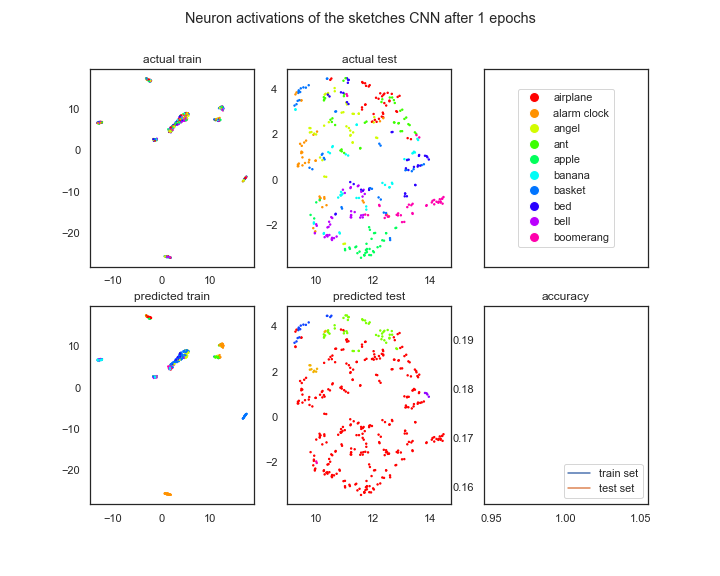 Neuron activations of the sketches CNN after 1 epochs
actual train
actual test
10
0
−10
−20
−10 0 10
4
2
0
−2
10 12 14
airplane
alarm clock
angel
ant
apple
banana
basket
bed
bell
boomerang
predicted train
predicted test
accuracy
10
0
−10
−20
−10 0 10
4
2
0
−2
10 12 14
0.19
0.18
0.17
0.16
train set
test set
0.95 1.00 1.05